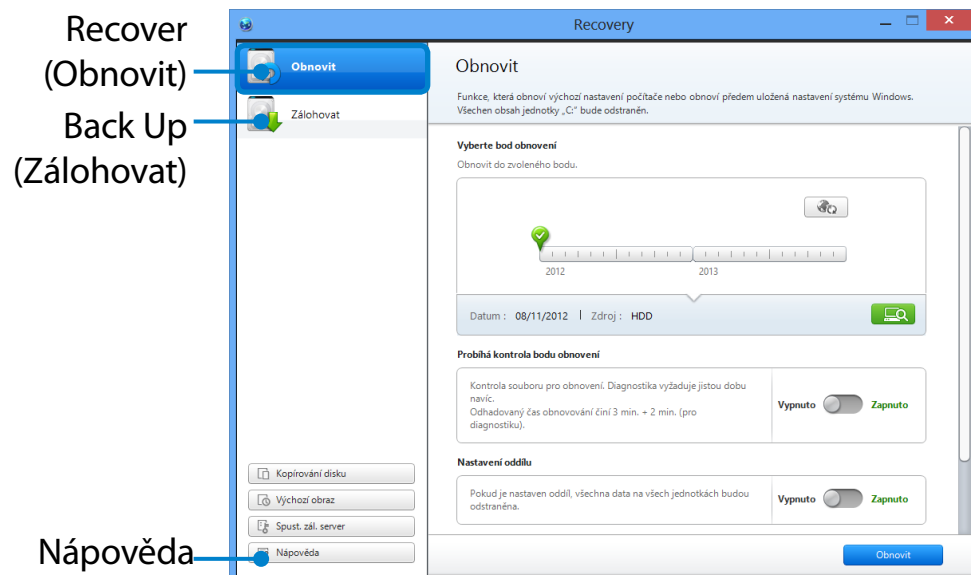 Recover
(Obnovit)
Back Up
(Zálohovat)
Nápověda
Recovery
Obnovit
Zálohovat
Kopírování disku
Výchozí obraz
Spust. zál. server
Nápověda
Obnovit
Funkce, která obnoví výchozí nastavení počítače nebo obnoví předem uložená nastavení systému Windows.
Všechen obsah jednotky „C:“ bude odstraněn.
Vyberte bod obnovení
Obnovit do zvoleného bodu.
2012 2013
Datum : 08/11/2012 | Zdroj : HDD
Probíhá kontrola bodu obnovení
Kontrola souboru pro obnovení. Diagnostika vyžaduje jistou dobu
navíc.
Odhadovaný čas obnovování činí 3 min. + 2 min. (pro
diagnostiku).
Vypnuto Zapnuto
Nastavení oddílu
Pokud je nastaven oddíl, všechna data na všech jednotkách budou
odstraněna.
Vypnuto Zapnuto
Obnovit